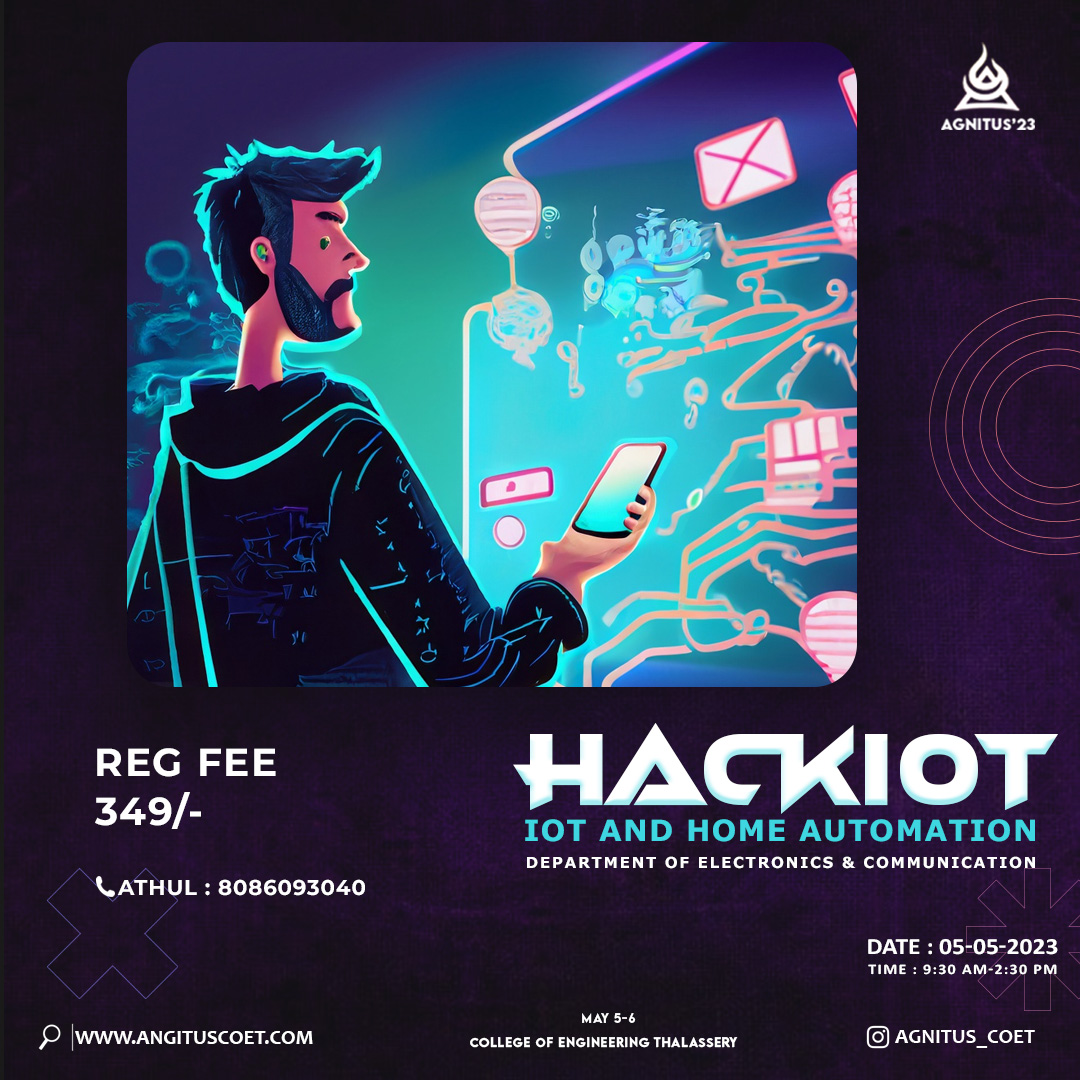 AGNITUS'23
REG FEE
349/-
ATHUL : 8086093040
HACKIOT
IOT AND HOME AUTOMATION
DEPARTMENT OF ELECTRONICS & COMMUNICATION
DATE : 05-05-2023
TIME : 9:30 AM-2:30 PM
WWW.ANGITUSCOET.COM
MAY 5-6
COLLEGE OF ENGINEERING THALASSERY
AGNITUS_COET